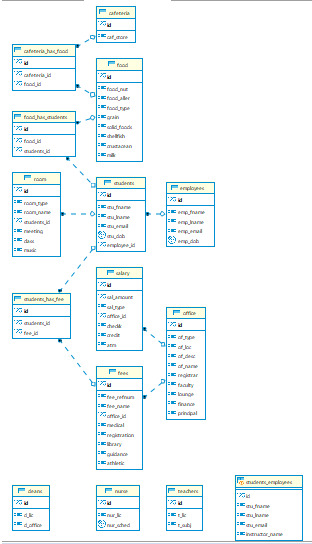 cafeteria
id
caf_store
cafeteria_has_food
id
cafeteria_id
food_id
food
id
food_nut
food_aller
food_type
grain
solid_foods
shellfish
crustacean
milk
food_has_students
id
food_id
students_id
room
id
room_type
room_name
students_id
meeting
class
music
students
id
stu_fname
stu_lname
stu_email
stu_dob
employee_id
employees
id
emp_fname
emp_lname
emp_email
emp_dob
salary
id
sal_amount
sal_type
office_id
check
credit
atm
students_has_fee
id
students_id
fee_id
office
id
of_type
of_loc
of_desc
of_name
registrar
faculty
lounge
finance
principal
fees
id
fee_refnum
fee_name
office_id
medical
registration
library
guidance
athletic
deans
id
d_lic
d_office
nurse
id
nur_lic
nur_sched
teachers
id
t_lic
t_subj
students_employees
id
stu_fname
stu_lname
stu_email
instructor_name